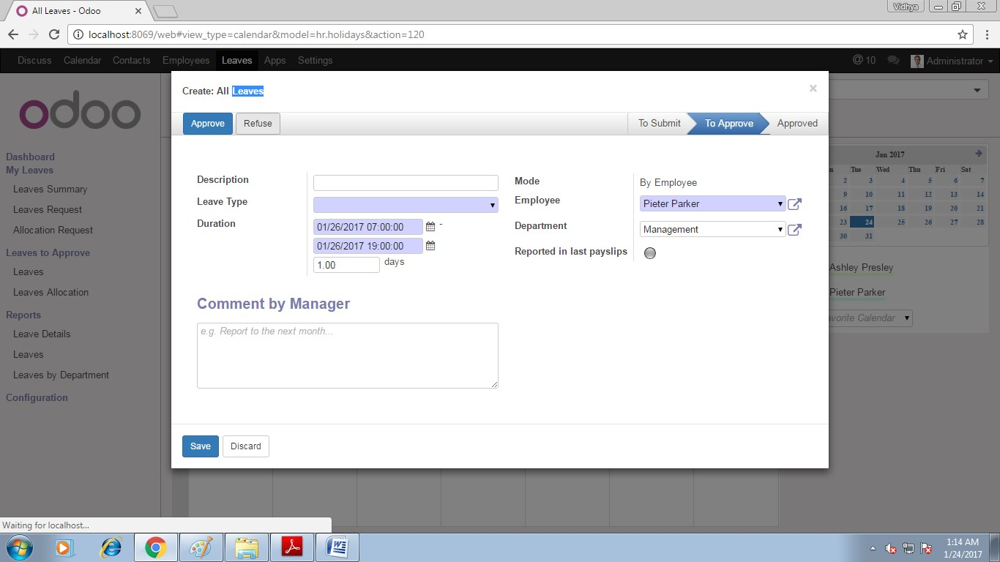 All Leaves - Odoo
Vidhya
localhost:8069/web#view_type=calendar&model=hr.holidays&action=120
Discuss Calendar Contacts Employees Leaves Apps Settings @ 10 Administrator
odoo
Dashboard
My Leaves
Leaves Summary
Leaves Request
Allocation Request
Leaves to Approve
Leaves
Leaves Allocation
Reports
Leave Details
Leaves
Leaves by Department
Configuration
Create: All Leaves ×
Approve Refuse To Submit To Approve Approved
Description
Leave Type
Duration 01/26/2017 07:00:00 -
01/26/2017 19:00:00
1.00 days
Mode By Employee
Employee Pieter Parker
Department Management
Reported in last payslips
Comment by Manager
e.g. Report to the next month...
Save Discard
Jan 2017
Tue Wed Thu Fri Sat
2 3 4 5 6 7
9 10 11 12 13 14
16 17 18 19 20 21
23 24 25 26 27 28
30 31
Ashley Presley
Pieter Parker
Calendar
Waiting for localhost...
1:14 AM
1/24/2017